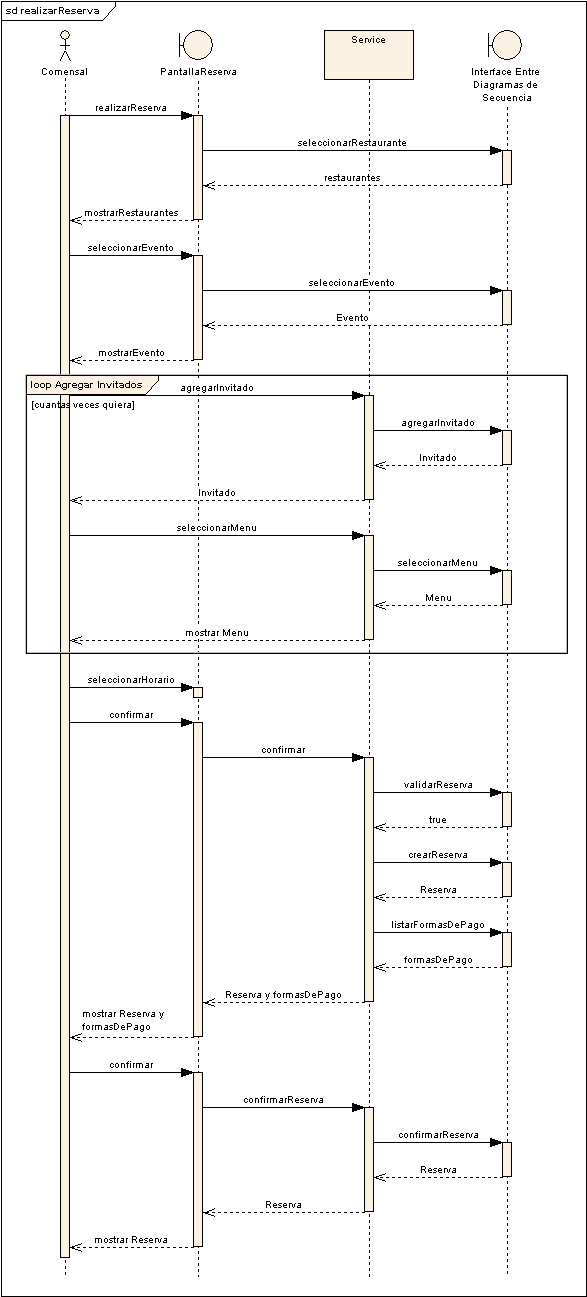 sd realizarReserva
Comensal
PantallaReserva
Service
Interface Entre
Diagramas de
Secuencia
realizarReserva
seleccionarRestaurante
restaurantes
mostrarRestaurantes
seleccionarEvento
seleccionarEvento
Evento
mostrarEvento
loop Agregar Invitados
[cuantas veces quiera]
agregarInvitado
agregarInvitado
Invitado
Invitado
seleccionarMenu
seleccionarMenu
Menu
mostrar Menu
seleccionarHorario
confirmar
confirmar
validarReserva
true
crearReserva
Reserva
listarFormasDePago
formasDePago
Reserva y formasDePago
mostrar Reserva y
formasDePago
confirmar
confirmarReserva
confirmarReserva
Reserva
Reserva
mostrar Reserva